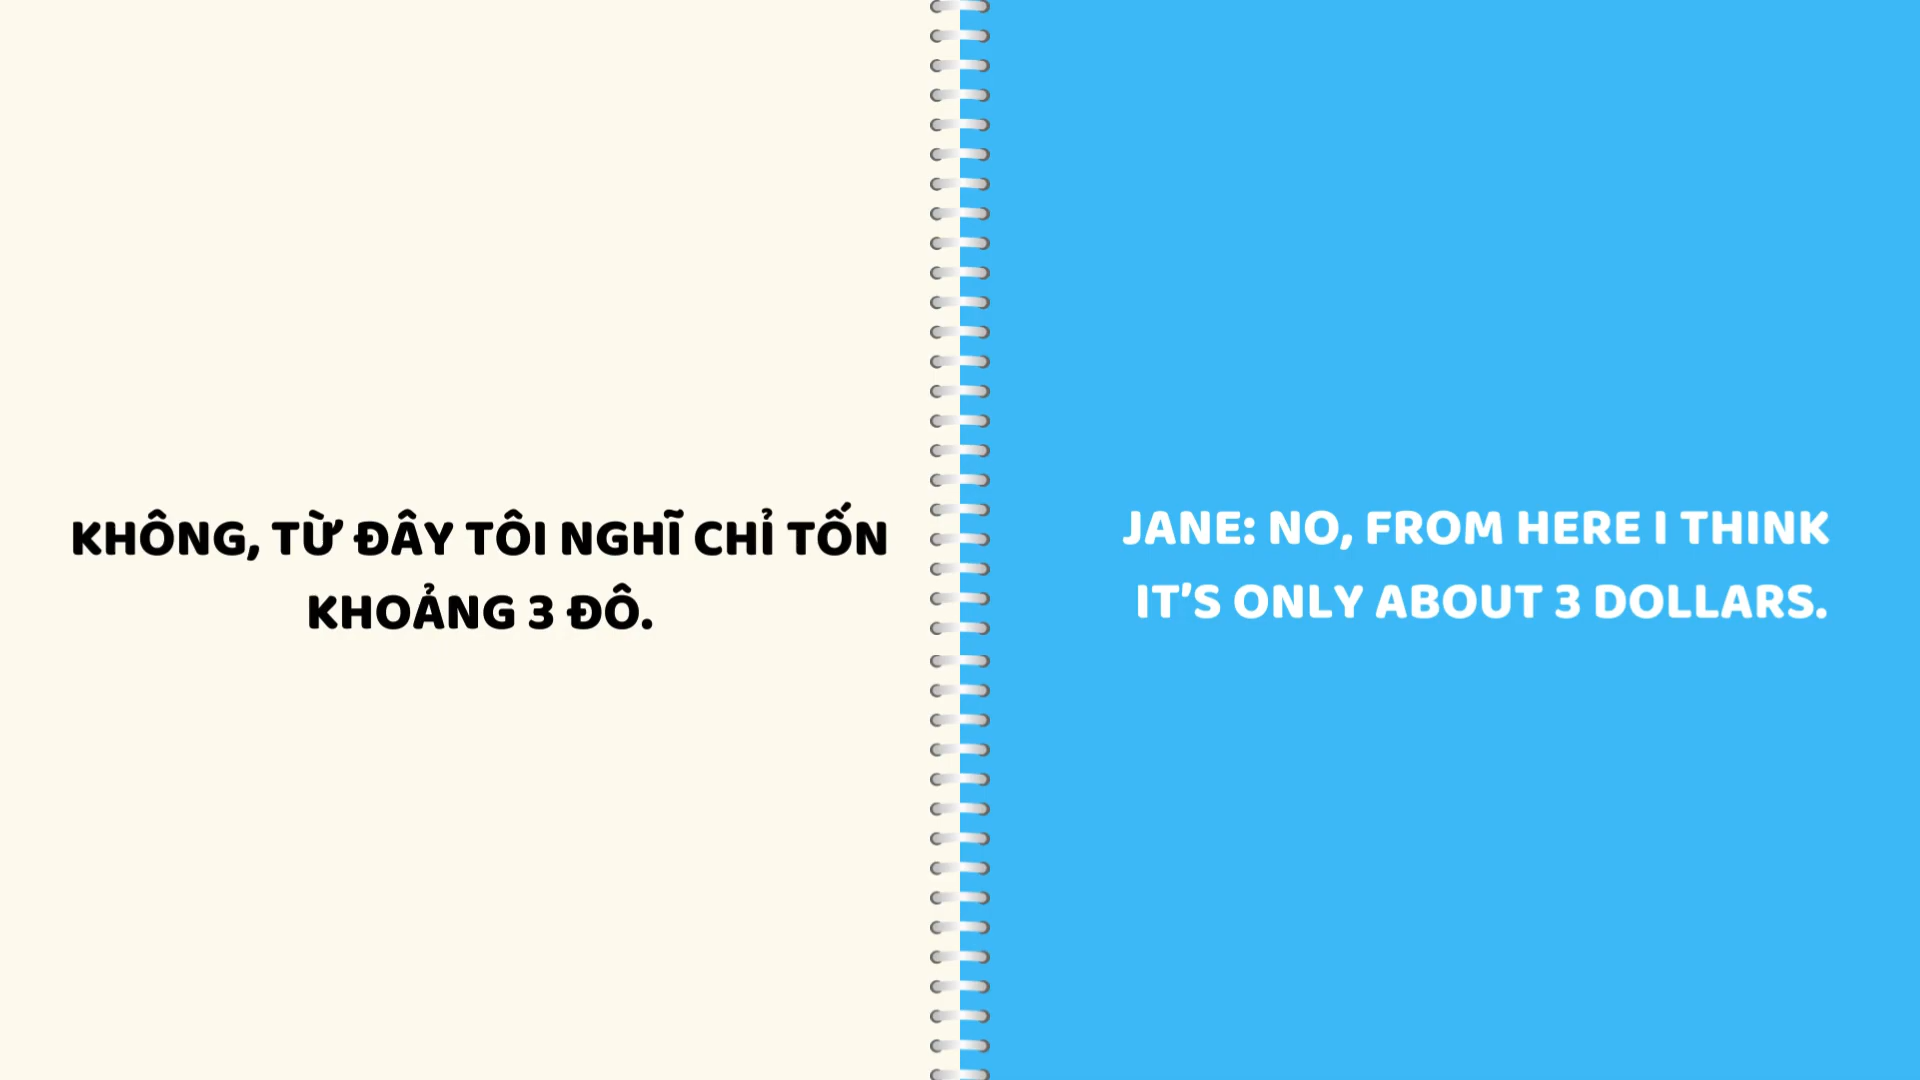 KHÔNG, TỪ ĐÂY TÔI NGHĨ CHỈ TỐN
KHOẢNG 3 ĐÔ.
JANE: NO, FROM HERE I THINK
IT'S ONLY ABOUT 3 DOLLARS.